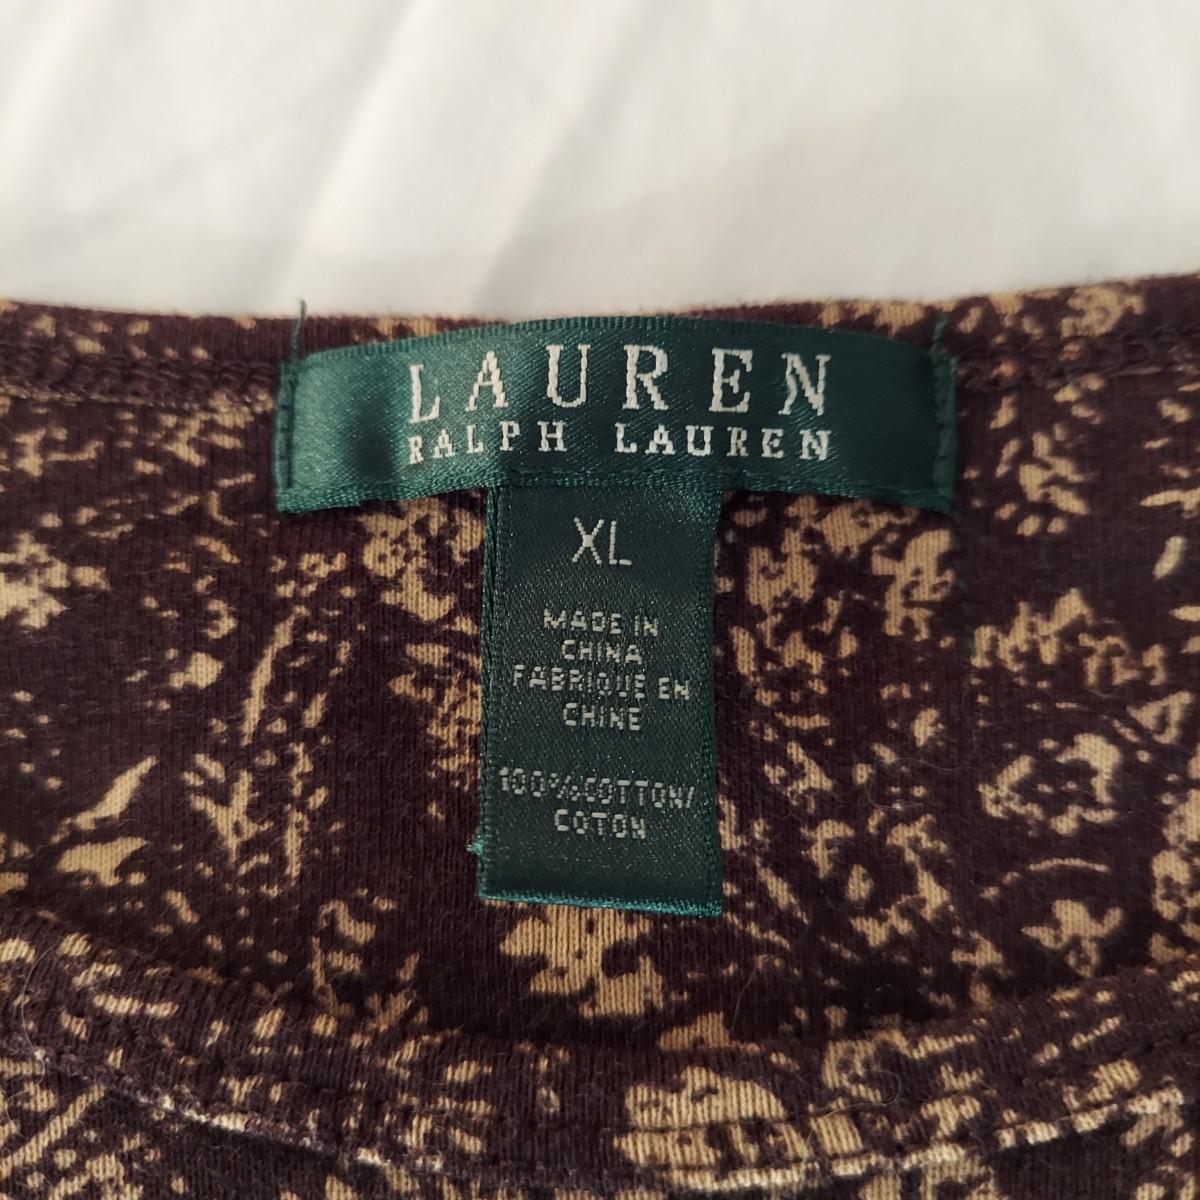 LAUREN
RALPH LAUREN
XL
MADE IN
CHINA
FABRIQUE EN
CHINE
100%COTTON/
COTON